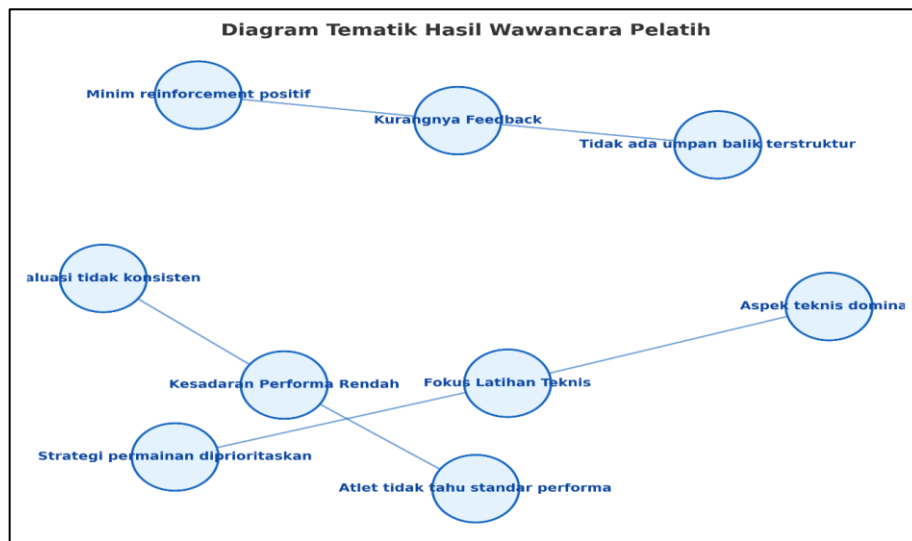 Diagram Tematik Hasil Wawancara Pelatih
Minim reinforcement positif
Kurangnya Feedback
Tidak ada umpan balik terstruktur
aluasi tidak konsisten
Aspek teknis domina
Kesadaran Performa Rendah
Fokus Latihan Teknis
Strategi permainan diprioritaskan
Atlet tidak tahu standar performa